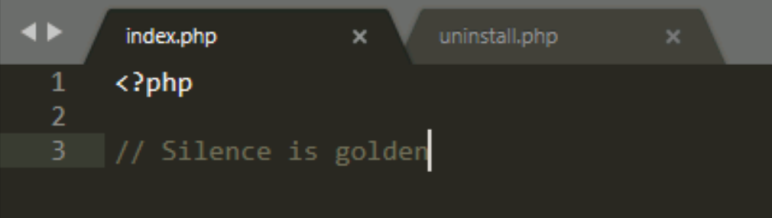 index.php × uninstall.php ×
1 <?php
2
3 // Silence is golden